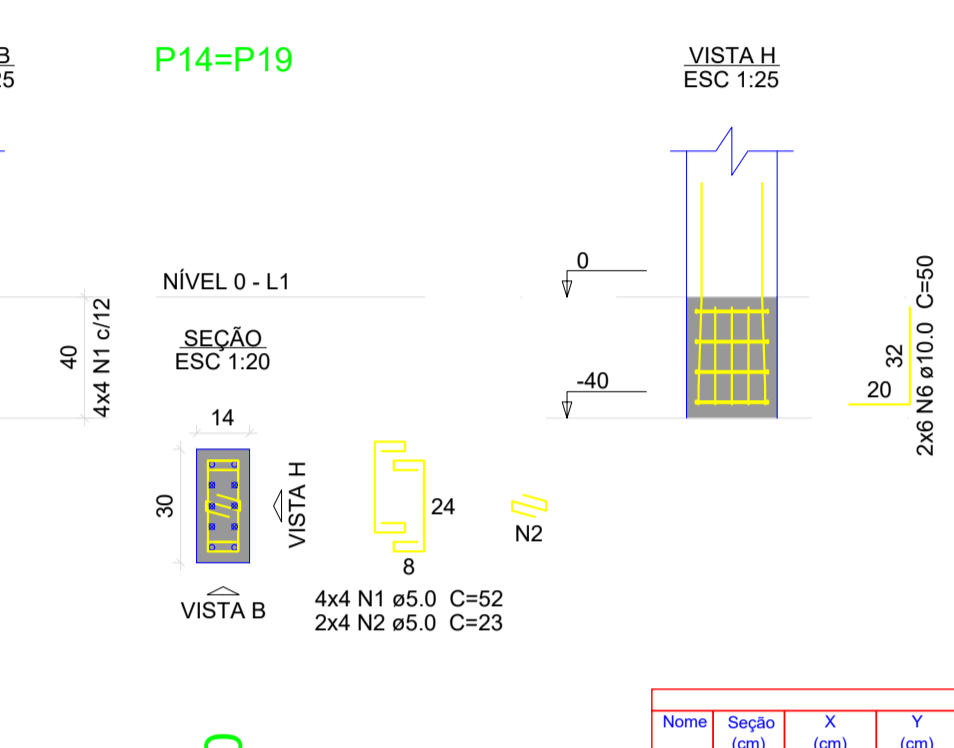 B
25
P14=P19
VISTA H
ESC 1:25
NÍVEL 0 - L1
0
-40
40
4x4 N1 c/12
SEÇÃO
ESC 1:20
14
30
VISTA H
VISTA B
24
8
N2
4x4 N1 ø5.0 C=52
2x4 N2 ø5.0 C=23
20
32
2x6 N6 ø10.0 C=50
Nome Seção X Y
(cm) (cm) (cm)